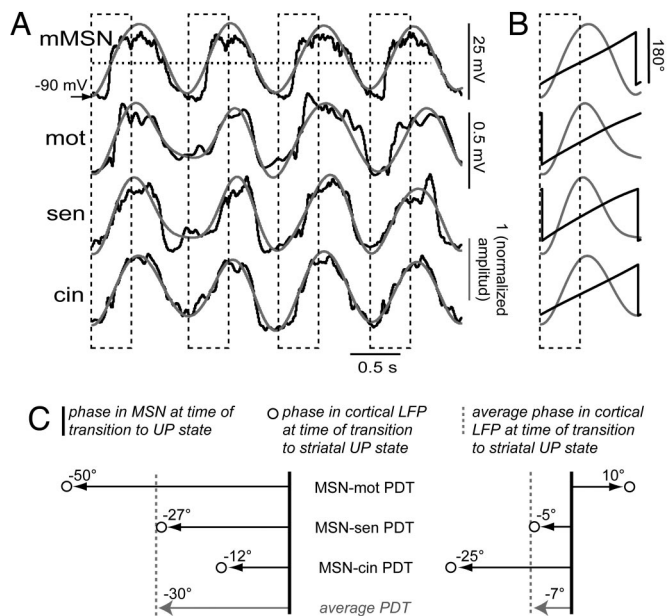 A
B
mMSN
-90 mV
25 mV
180°
mot
0.5 mV
sen
cin
1 (normalized
amplitud)
0.5 s
C
phase in MSN at time of
transition to UP state
phase in cortical LFP
at time of transition
to striatal UP state
average phase in cortical
LFP at time of transition
to striatal UP state
-50°
MSN-mot PDT
10°
-27°
MSN-sen PDT
-5°
-12°
MSN-cin PDT
-25°
-30°
average PDT
-7°